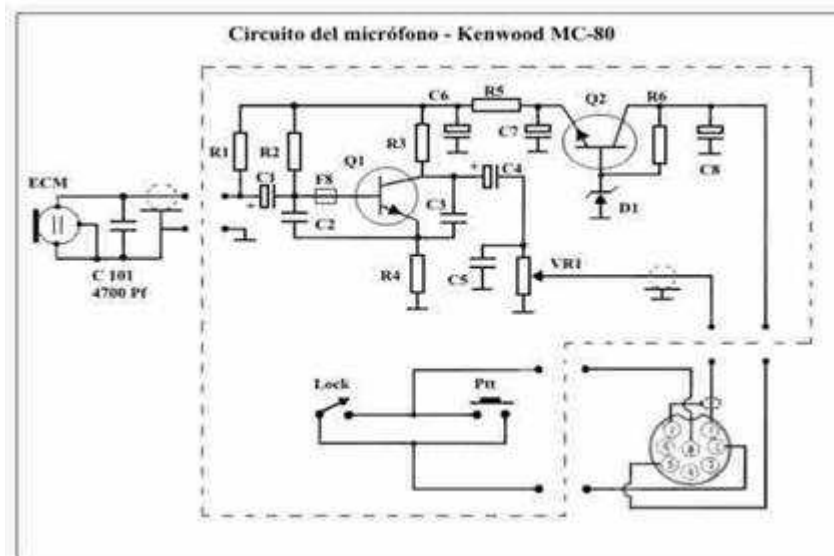 Circuito del micrófono - Kenwood MC-80
C6
R5
Q2
R6
R1
R2
R3
C7
C8
Q1
C4
ECM
C1
F8
D1
C2
C3
C 101
4700 Pf
R4
C5
VR1
Lock
Ptt